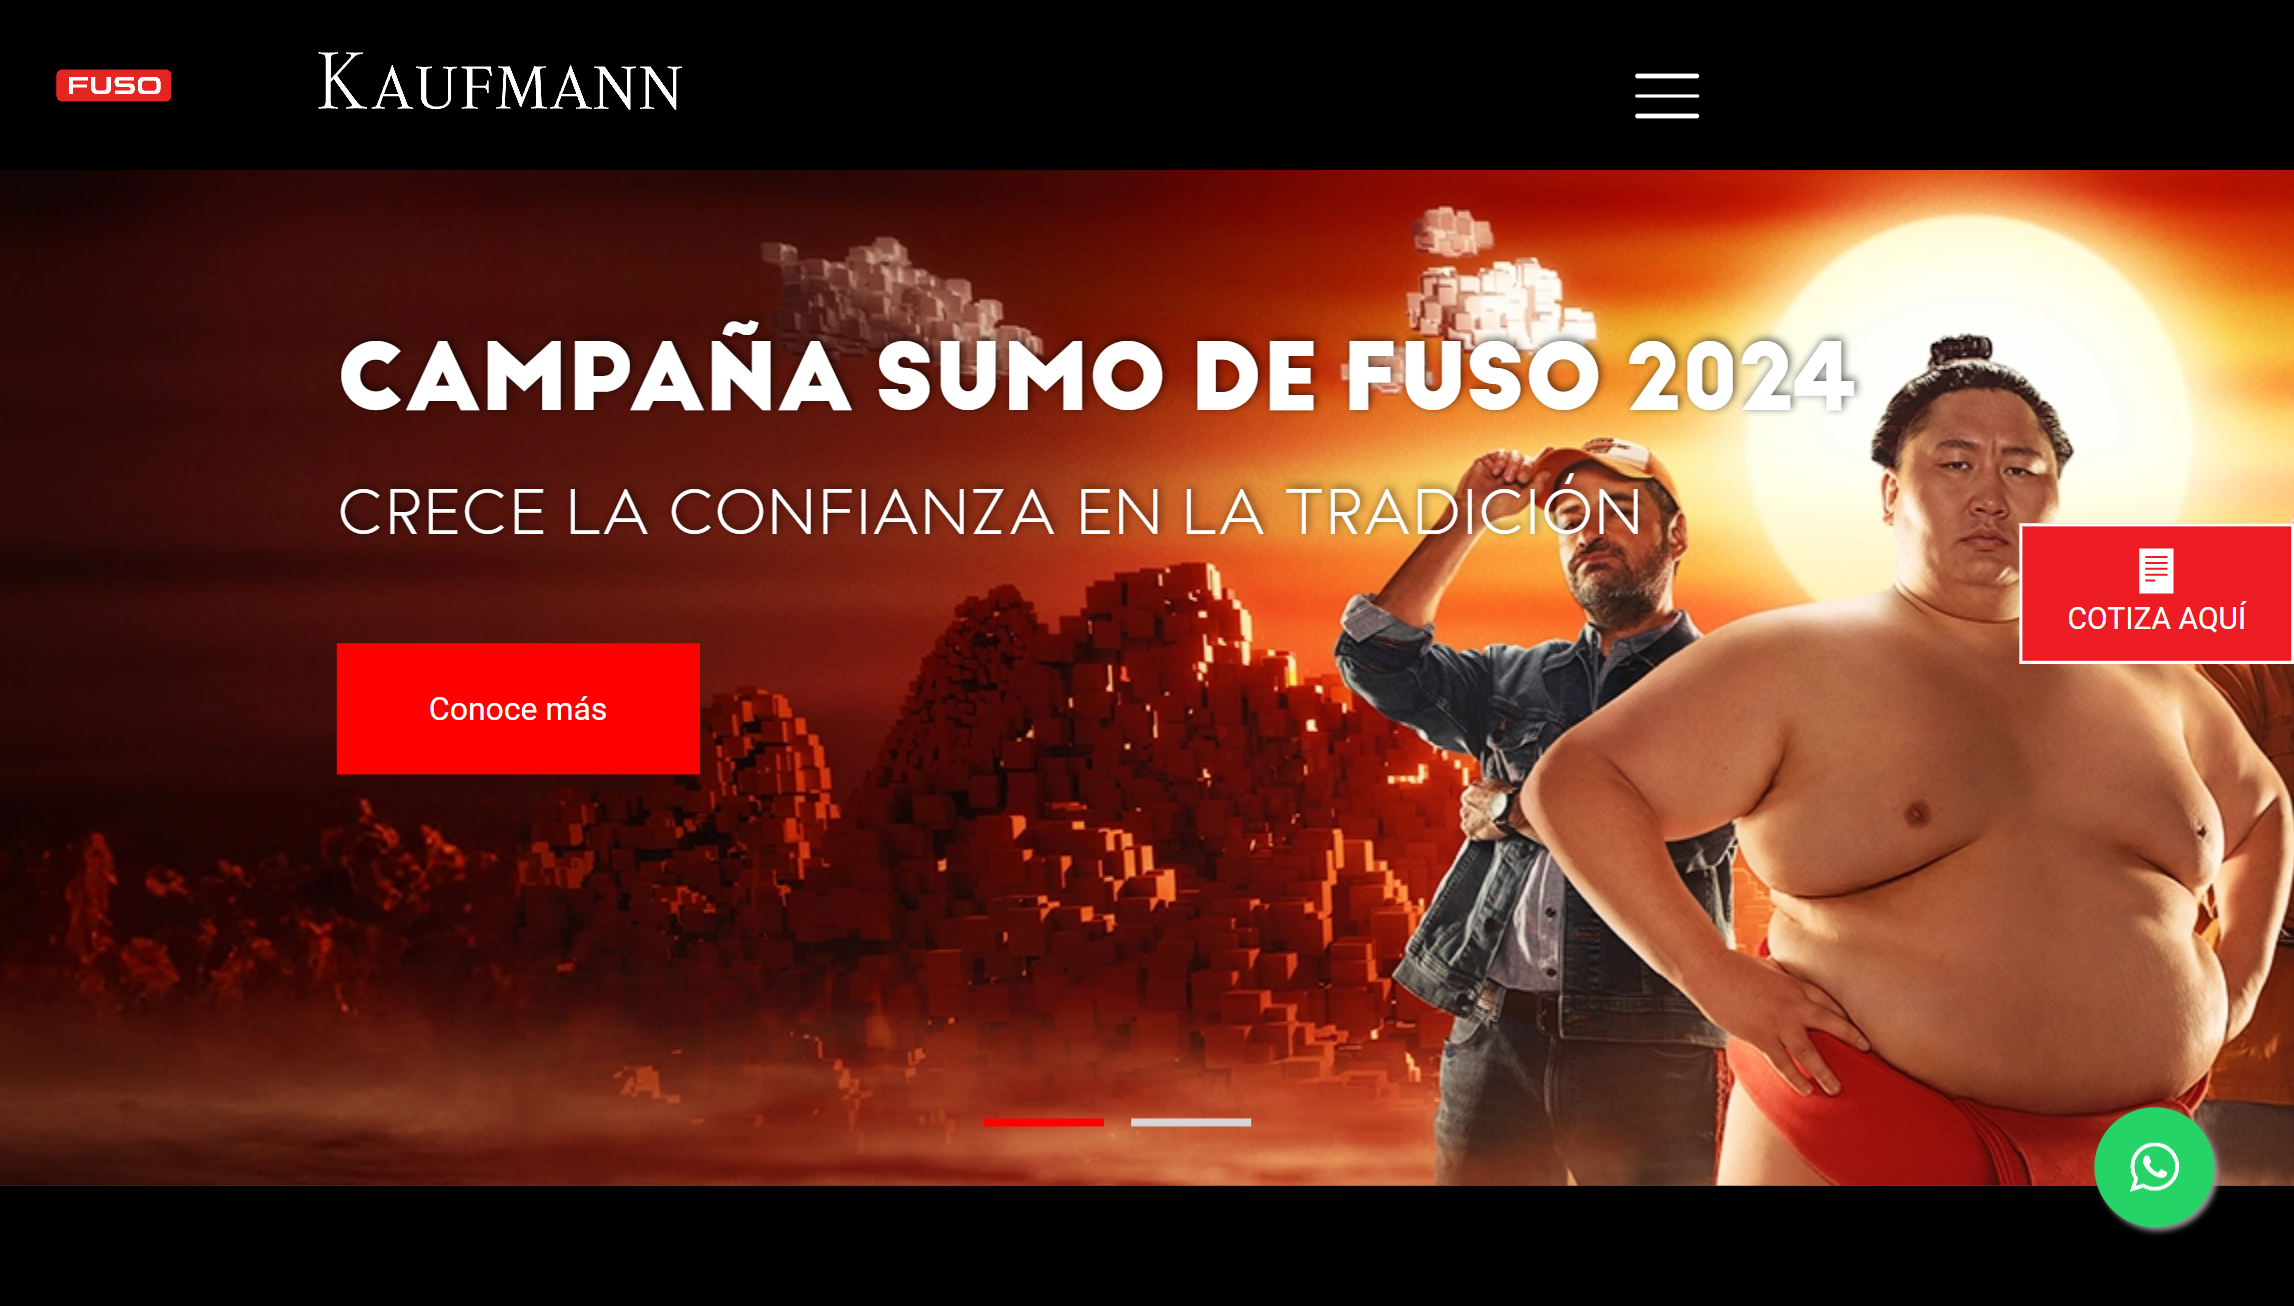 FUSO
KAUFMANN
CAMPAÑA SUMO DE FUSO 2024
CRECE LA CONFIANZA EN LA TRADICIÓN
COTIZA AQUÍ
Conoce más